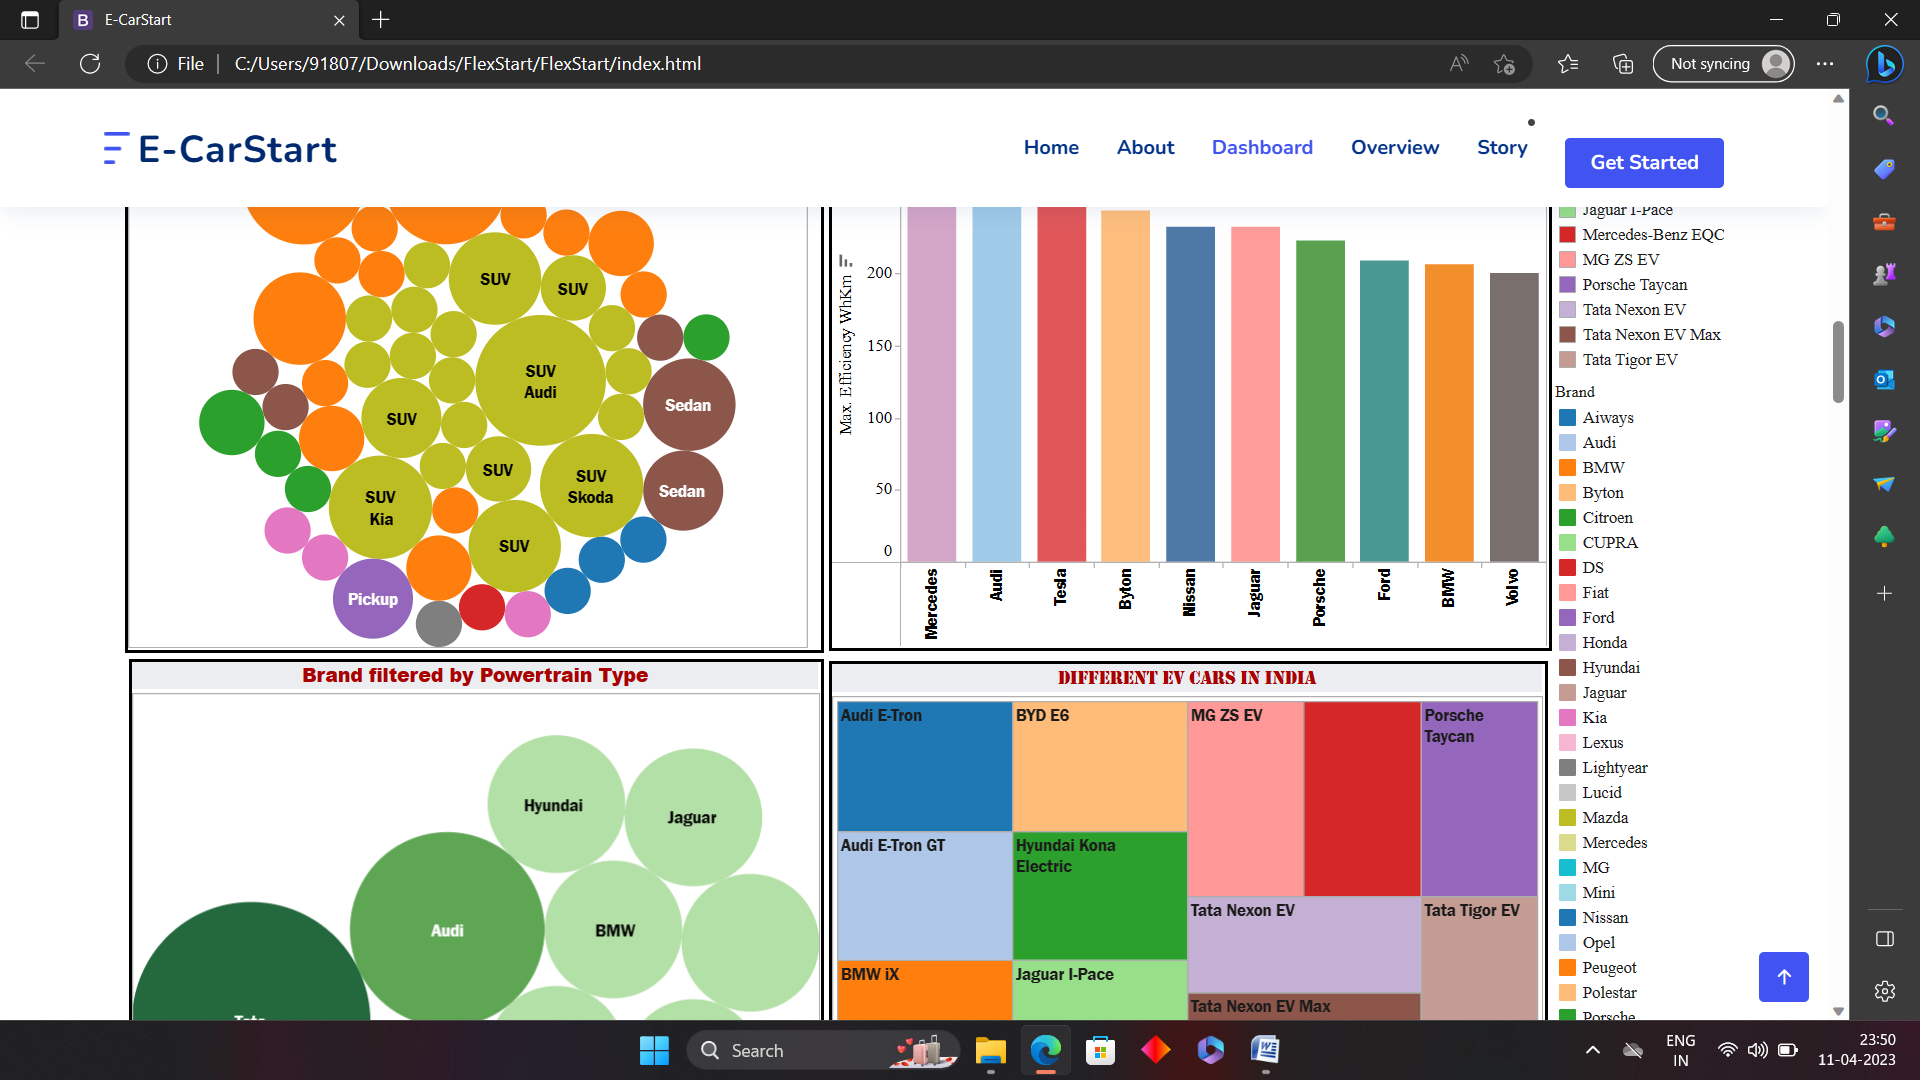 E-CarStart
File
C:/Users/91807/Downloads/FlexStart/FlexStart/index.html
Not syncing
E-CarStart
Home
About
Dashboard
Overview
Story
Get Started
SUV
SUV
SUV
Audi
Sedan
SUV
SUV
SUV
Skoda
Sedan
SUV
Kia
SUV
Pickup
Max. Efficiency WhKm
200
150
100
50
0
Mercedes
Audi
Tesla
Byton
Nissan
Jaguar
Porsche
Ford
BMW
Volvo
Jaguar I-Pace
Mercedes-Benz EQC
MG ZS EV
Porsche Taycan
Tata Nexon EV
Tata Nexon EV Max
Tata Tigor EV
Brand
Aiways
Audi
BMW
Byton
Citroen
CUPRA
DS
Fiat
Ford
Honda
Hyundai
Jaguar
Kia
Lexus
Lightyear
Lucid
Mazda
Mercedes
MG
Mini
Nissan
Opel
Peugeot
Polestar
Porsche
Brand filtered by Powertrain Type
Hyundai
Jaguar
Audi
BMW
Tata
DIFFERENT EV CARS IN INDIA
Audi E-Tron
BYD E6
MG ZS EV
Porsche
Taycan
Audi E-Tron GT
Hyundai Kona
Electric
Tata Nexon EV
Tata Tigor EV
BMW iX
Jaguar I-Pace
Tata Nexon EV Max
Search
ENG
IN
23:50
11-04-2023